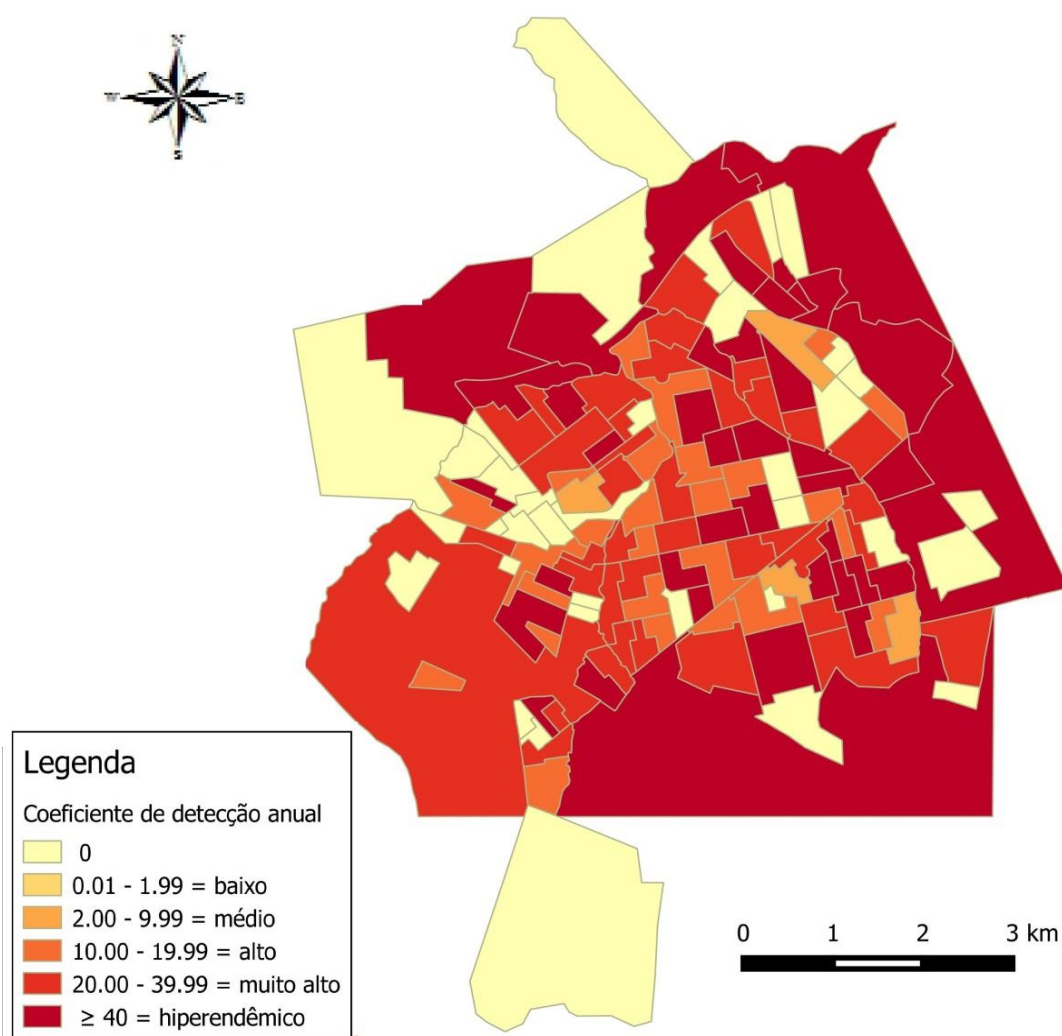 N
W E
S
Legenda
Coeficiente de detecção anual
0
0.01 - 1.99 = baixo
2.00 - 9.99 = médio
10.00 - 19.99 = alto
20.00 - 39.99 = muito alto
≥ 40 = hiperendêmico
0 1 2 3 km